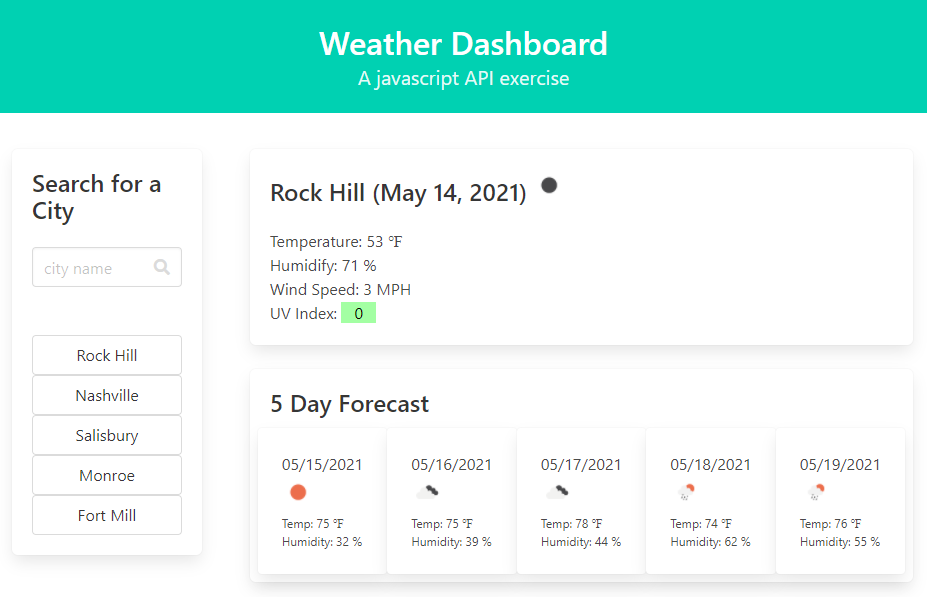 Weather Dashboard
A javascript API exercise
Search for a
City
city name
Rock Hill
Nashville
Salisbury
Monroe
Fort Mill
Rock Hill (May 14, 2021)
Temperature: 53 ℉
Humidify: 71 %
Wind Speed: 3 MPH
UV Index: 0
5 Day Forecast
05/15/2021
Temp: 75 ℉
Humidity: 32 %
05/16/2021
Temp: 75 ℉
Humidity: 39 %
05/17/2021
Temp: 78 ℉
Humidity: 44 %
05/18/2021
Temp: 74 ℉
Humidity: 62 %
05/19/2021
Temp: 76 ℉
Humidity: 55 %